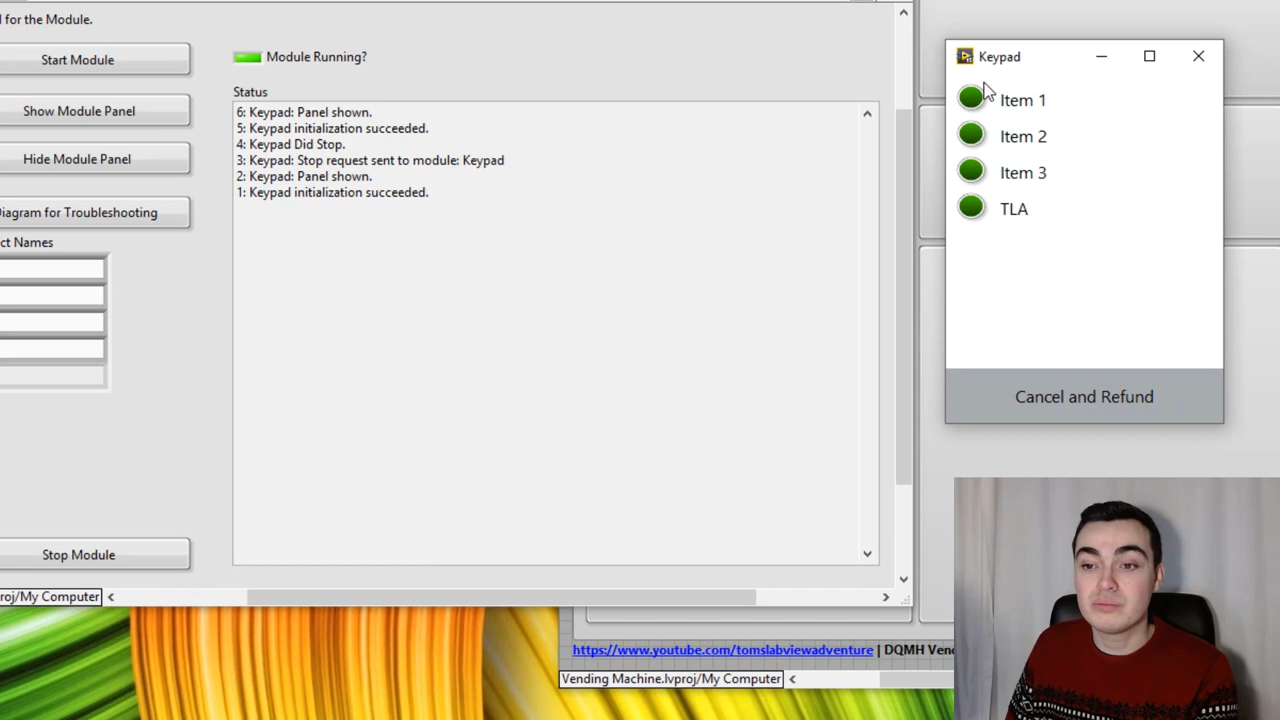 l for the Module.
Start Module
Show Module Panel
Hide Module Panel
Diagram for Troubleshooting
ct Names
Stop Module
roj/My Computer
Module Running?
Status
6: Keypad: Panel shown.
5: Keypad initialization succeeded.
4: Keypad Did Stop.
3: Keypad: Stop request sent to module: Keypad
2: Keypad: Panel shown.
1: Keypad initialization succeeded.
Keypad
Item 1
Item 2
Item 3
TLA
Cancel and Refund
https://www.youtube.com/tomslabviewadventure | DQMH Ven
Vending Machine.lvproj/My Computer